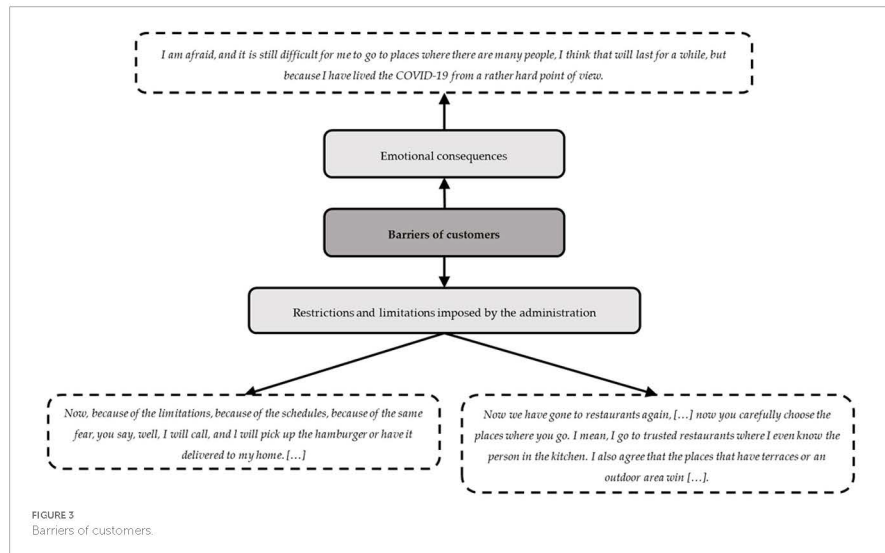 I am afraid, and it is still difficult for me to go to places where there are many people, I think that will last for a while, but
because I have lived the COVID-19 from a rather hard point of view.
Emotional consequences
Barriers of customers
Restrictions and limitations imposed by the administration
Now, because of the limitations, because of the schedules, because of the same
fear, you say, well, I will call, and I will pick up the hamburger or have it
delivered to my home. […]
Now we have gone to restaurants again, […] now you carefully choose the
places where you go. I mean, I go to trusted restaurants where I even know the
person in the kitchen. I also agree that the places that have terraces or an
outdoor area win […].
FIGURE 3
Barriers of customers.